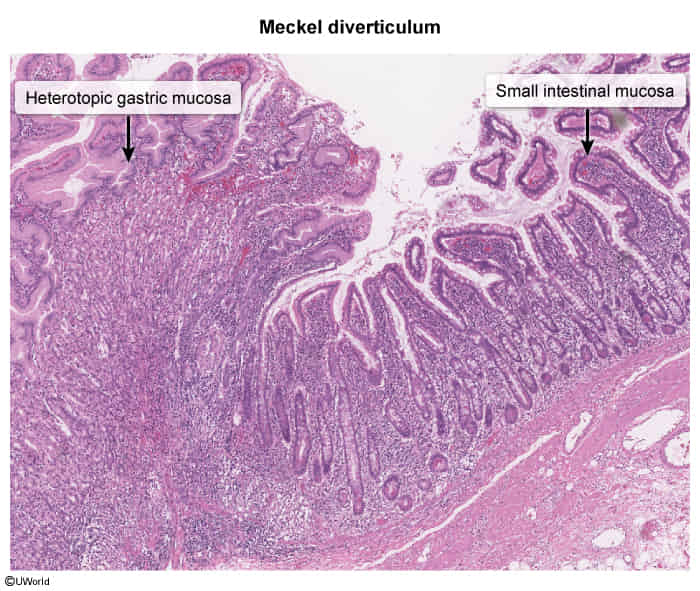 Meckel diverticulum
Heterotopic gastric mucosa
Small intestinal mucosa
©UWorld